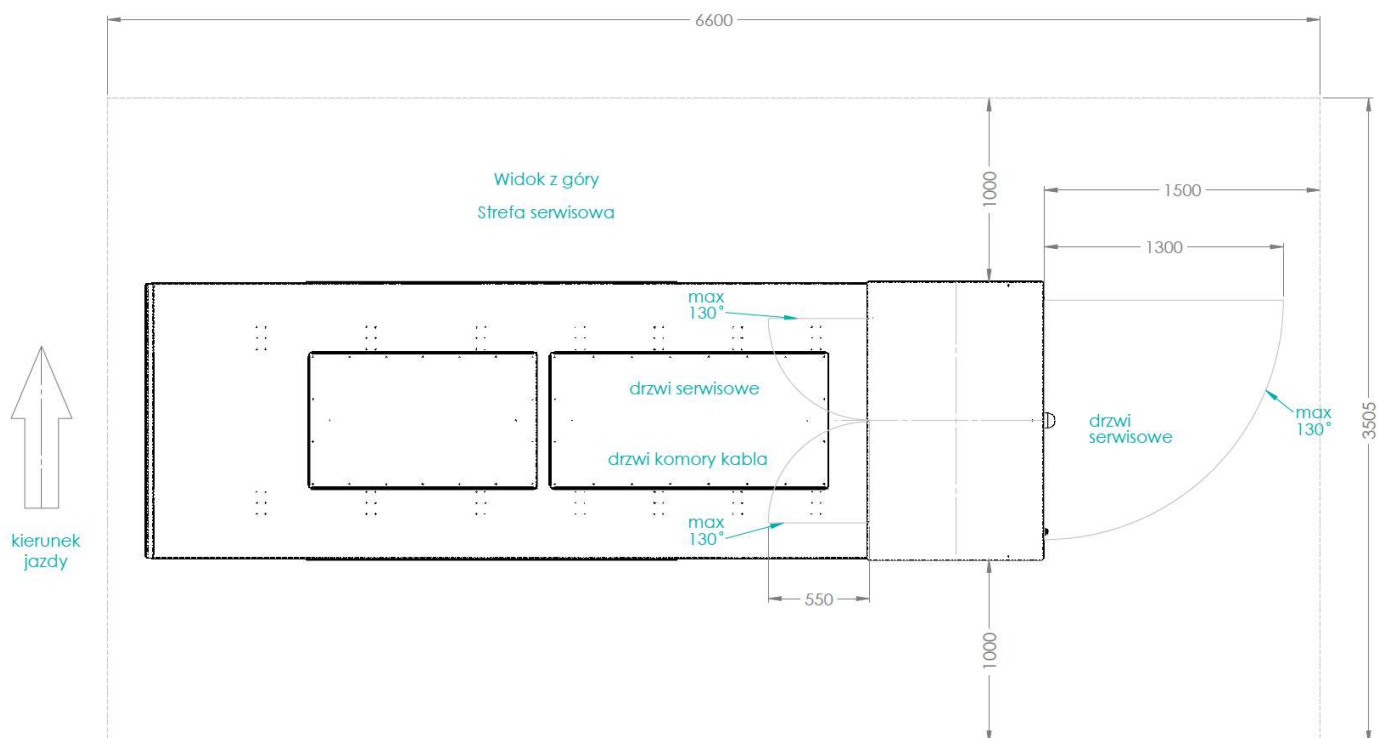 6600
Widok z góry
Strefa serwisowa
1000
1500
1300
max
130°
drzwi serwisowe
drzwi
serwisowe
max
130°
3505
drzwi komory kabla
max
130°
kierunek
jazdy
550
1000